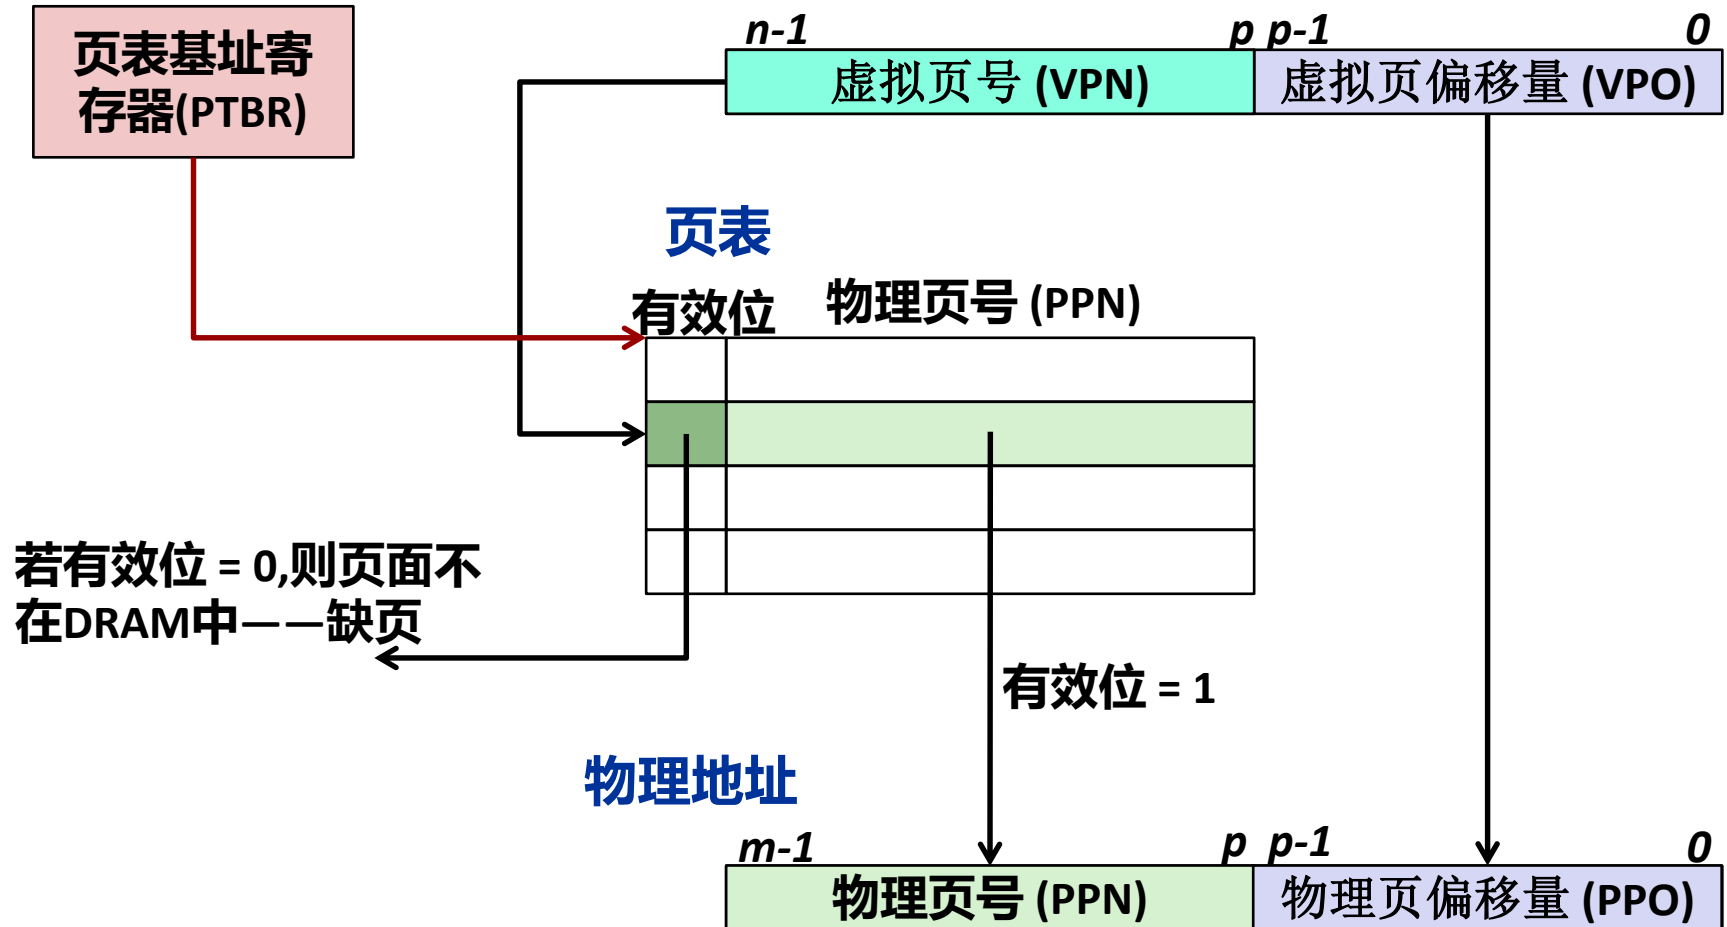 页表基址寄
存器(PTBR)
n-1
p
p-1
0
虚拟页号 (VPN)
虚拟页偏移量 (VPO)
页表
有效位
物理页号 (PPN)
若有效位 = 0,则页面不
在DRAM中——缺页
有效位 = 1
物理地址
m-1
p
p-1
0
物理页号 (PPN)
物理页偏移量 (PPO)